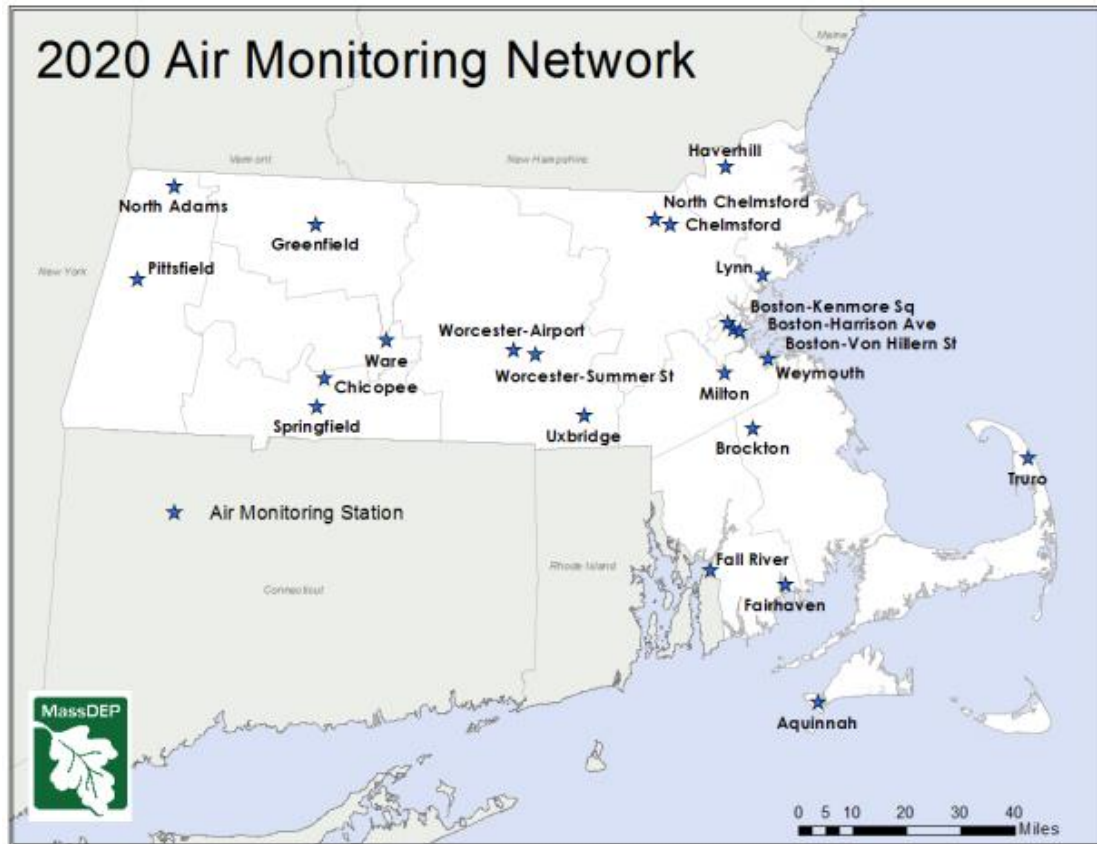 2020 Air Monitoring Network
Maine
Vermont
New Hampshire
Haverhill
North Adams
North Chelmsford
Chelmsford
Greenfield
New York
Pittsfield
Lynn
Boston-Kenmore Sq
Boston-Harrison Ave
Boston-Von Hillern St
Worcester-Airport
Ware
Worcester-Summer St
Weymouth
Milton
Chicopee
Springfield
Uxbridge
Brockton
Truro
Air Monitoring Station
Fall River
Rhode Island
Connecticut
Fairhaven
MassDEP
Aquinnah
0 5 10 20 30 40
Miles